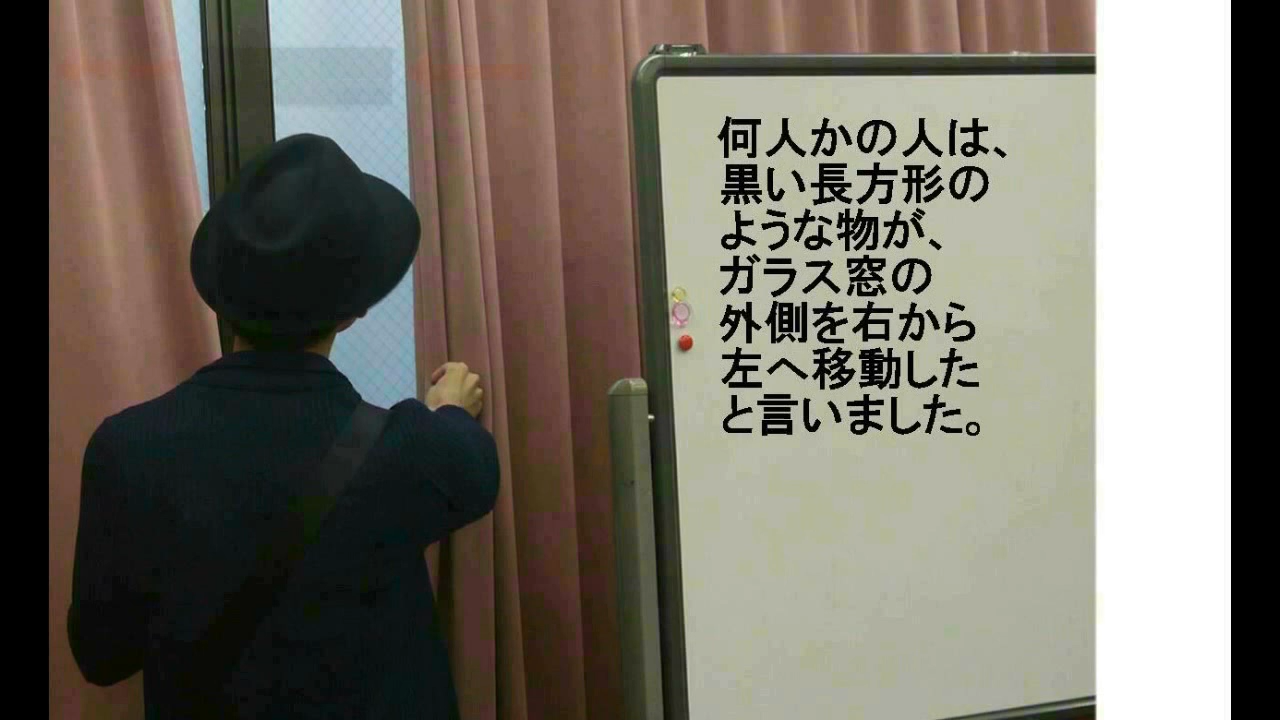 何人かの人は、
黒い長方形の
ような物が、
ガラス窓の
外側を右から
左へ移動した
と言いました。